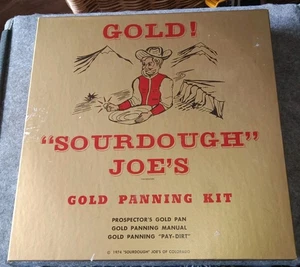 GOLD!
"SOURDOUGH"
JOE'S
GOLD PANNING KIT
PROSPECTOR'S GOLD PAN
GOLD PANNING MANUAL
GOLD PANNING "PAY-DIRT"
© 1974 "SOURDOUGH" JOE'S OF COLORADO